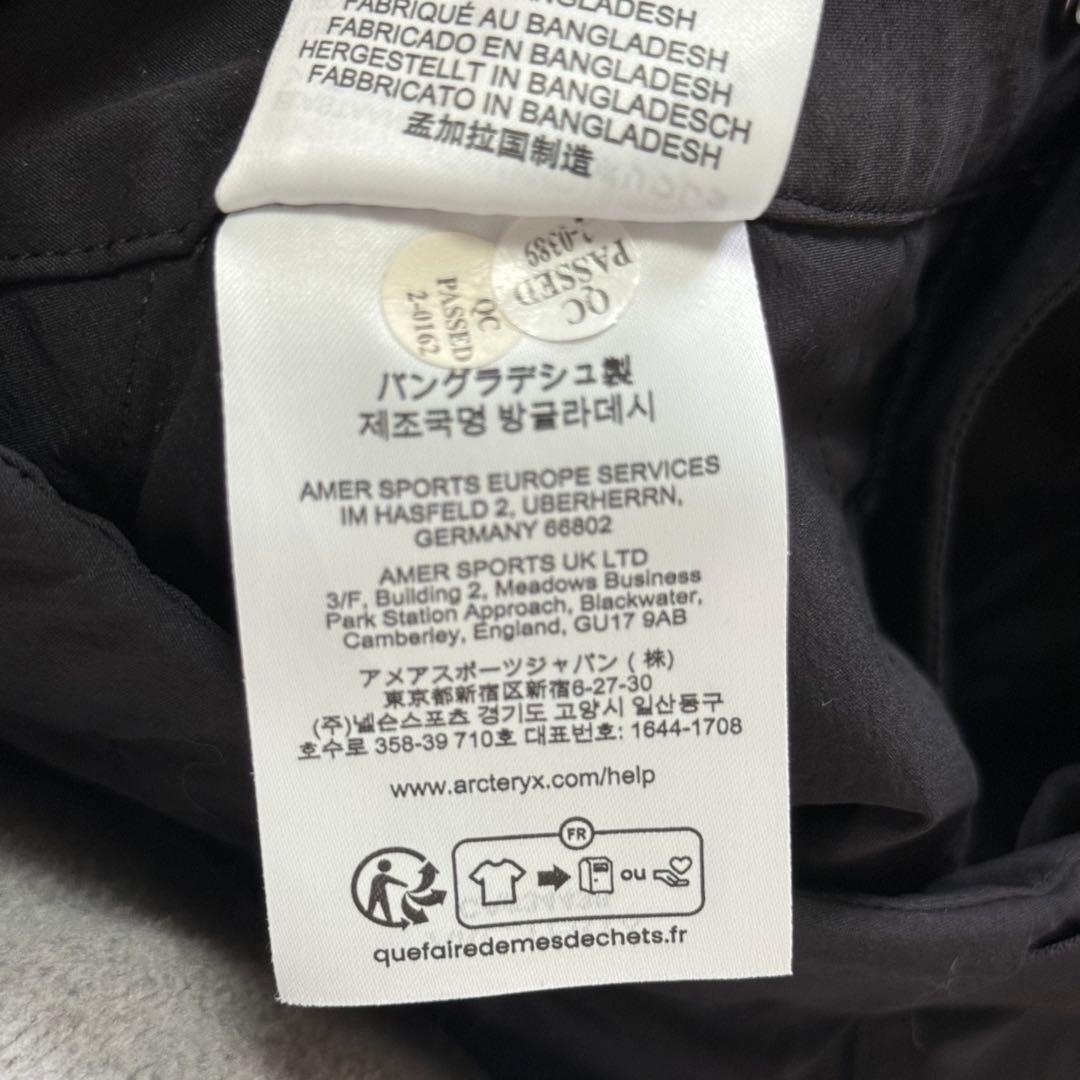 BANGLADESH
FABRIQUÉ AU BANGLADESH
FABRICADO EN BANGLADESH
HERGESTELLT IN BANGLADESCH
FABBRICATO IN BANGLADESH
孟加拉国制造
QC
PASSED
2-0162
QC
PASSED
2-0389
バングラデシュ製
제조국명 방글라데시
AMER SPORTS EUROPE SERVICES
IM HASFELD 2, UBERHERRN,
GERMANY 66802
AMER SPORTS UK LTD
3/F, Building 2, Meadows Business
Park Station Approach, Blackwater,
Camberley, England, GU17 9AB
アメアスポーツジャパン ( 株)
東京都新宿区新宿6-27-30
(주)넬슨스포츠 경기도 고양시 일산동구
호수로 358-39 710호 대표번호: 1644-1708
www.arcteryx.com/help
FR
ou
quefairedemesdechets.fr